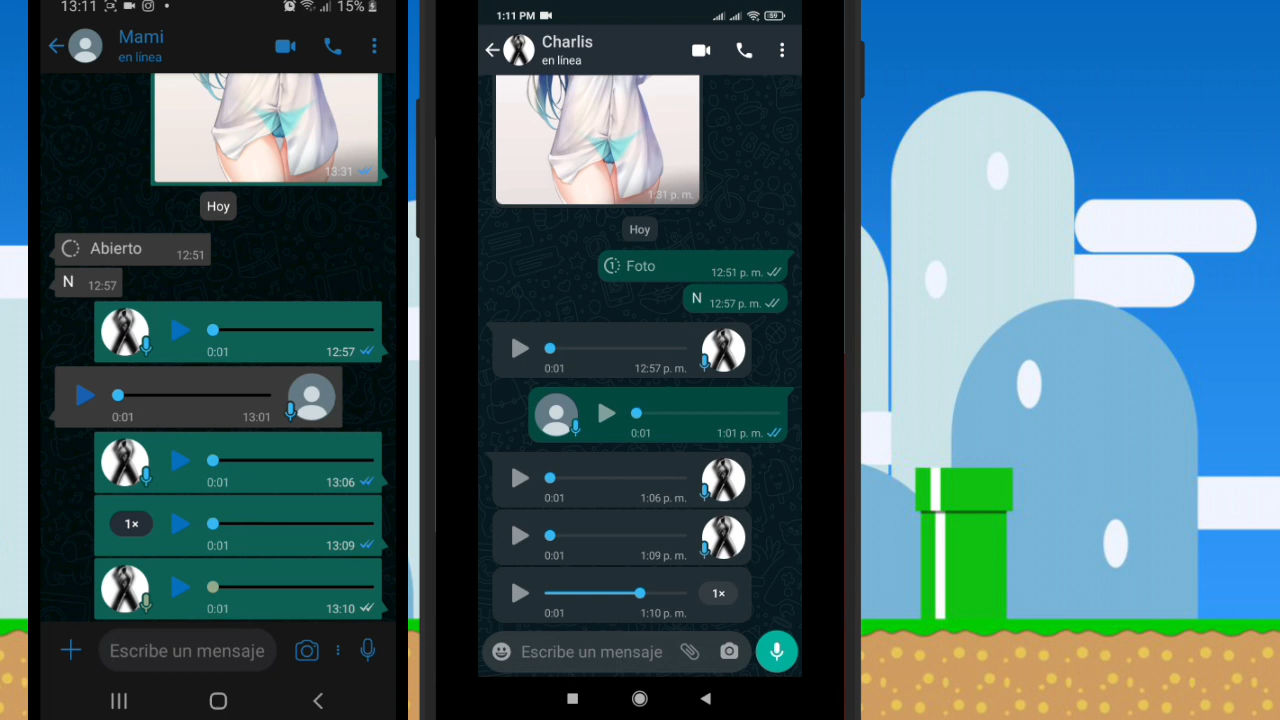 13:11
15%
Mami
en línea
13:31
Hoy
Abierto
12:51
N
12:57
0:01
12:57
0:01
13:01
0:01
13:06
1×
0:01
13:09
0:01
13:10
Escribe un mensaje
1:11 PM
59
Charlis
en línea
1:31 p. m.
Hoy
1
Foto
12:51 p. m.
N
12:57 p. m.
0:01
12:57 p. m.
0:01
1:01 p. m.
0:01
1:06 p. m.
0:01
1:09 p. m.
1×
0:01
1:10 p. m.
Escribe un mensaje